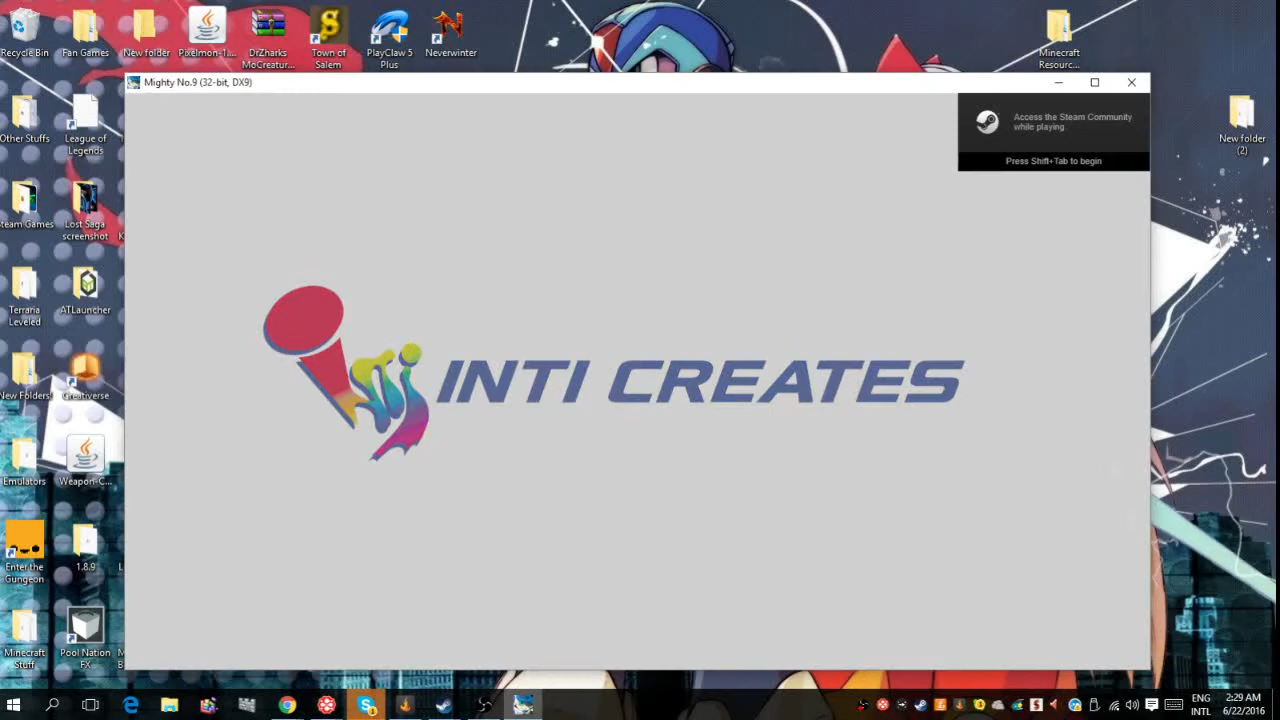 Recycle Bin
Fan Games
New folder
Pixelmon-1....
DrZharks
MoCreatur...
Town of
Salem
PlayClaw 5
Plus
Neverwinter
Minecraft
Resourc...
Mighty No.9 (32-bit, DX9)
Access the Steam Community
while playing
Press Shift+Tab to begin
Other Stuffs
League of
Legends
New folder
(2)
Steam Games
Lost Saga
screenshot
INTI CREATES
Terraria
Leveled
ATLauncher
New Folders
Creativerse
Emulators
Weapon-C...
Enter the
Gungeon
1.8.9
Minecraft
Stuff
Pool Nation
FX
ENG
INTL
2:29 AM
6/22/2016